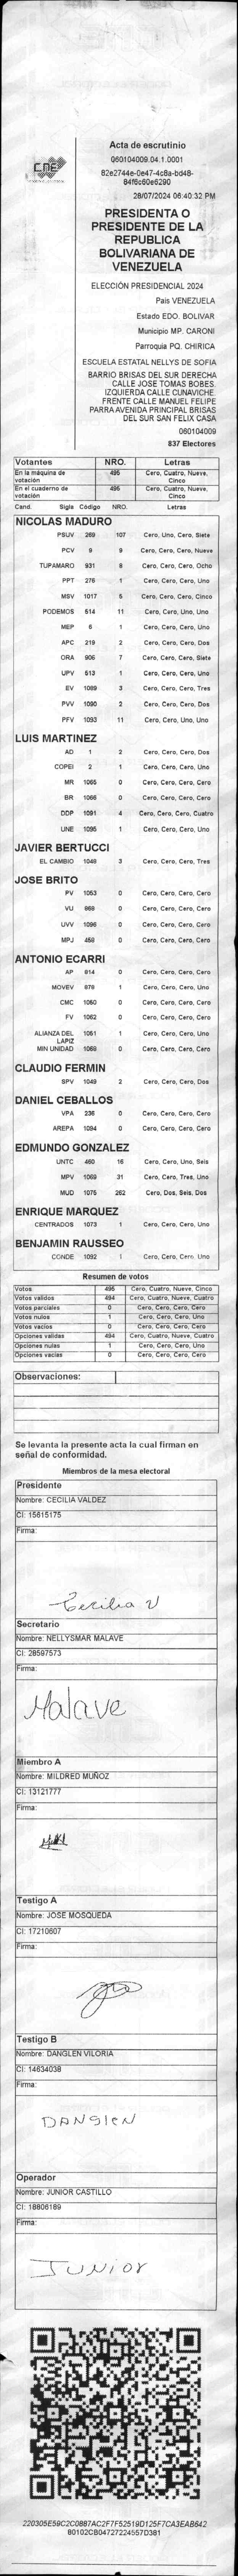 CNE
Acta de escrutinio
060104009.04.1.0001
82e2744e-0e47-4c8a-bd48-
84f6c60e6290
28/07/2024 06:40:32 PM
PRESIDENTA O
PRESIDENTE DE LA
REPUBLICA
BOLIVARIANA DE
VENEZUELA
ELECCIÓN PRESIDENCIAL 2024
Pais VENEZUELA
Estado EDO. BOLIVAR
Municipio MP. CARONI
Parroquia PQ. CHIRICA
ESCUELA ESTATAL NELLYS DE SOFIA
BARRIO BRISAS DEL SUR DERECHA
CALLE JOSE TOMAS BOBES.
IZQUIERDA CALLE CUNAVICHE.
FRENTE CALLE MANUEL FELIPE
PARRA AVENIDA PRINCIPAL BRISAS
DEL SUR SAN FELIX CASA
060104009
837 Electores
Votantes NRO. Letras
En la máquina de votación 495 Cero, Cuatro, Nueve, Cinco
En el cuaderno de votación 495 Cero, Cuatro, Nueve, Cinco
Cand. Sigla Código NRO. Letras
NICOLAS MADURO
PSUV 269 107 Cero, Uno, Cero, Siete
PCV 9 9 Cero, Cero, Cero, Nueve
TUPAMARO 931 8 Cero, Cero, Cero, Ocho
PPT 276 1 Cero, Cero, Cero, Uno
MSV 1017 5 Cero, Cero, Cero, Cinco
PODEMOS 514 11 Cero, Cero, Uno, Uno
MEP 6 1 Cero, Cero, Cero, Uno
APC 219 2 Cero, Cero, Cero, Dos
ORA 906 7 Cero, Cero, Cero, Siete
UPV 513 1 Cero, Cero, Cero, Uno
EV 1089 3 Cero, Cero, Cero, Tres
PVV 1090 2 Cero, Cero, Cero, Dos
PFV 1093 11 Cero, Cero, Uno, Uno
LUIS MARTINEZ
AD 1 2 Cero, Cero, Cero, Dos
COPEI 2 1 Cero, Cero, Cero, Uno
MR 1065 0 Cero, Cero, Cero, Cero
BR 1066 0 Cero, Cero, Cero, Cero
DDP 1091 4 Cero, Cero, Cero, Cuatro
UNE 1095 1 Cero, Cero, Cero, Uno
JAVIER BERTUCCI
EL CAMBIO 1048 3 Cero, Cero, Cero, Tres
JOSE BRITO
PV 1053 0 Cero, Cero, Cero, Cero
VU 868 0 Cero, Cero, Cero, Cero
UVV 1096 0 Cero, Cero, Cero, Cero
MPJ 458 0 Cero, Cero, Cero, Cero
ANTONIO ECARRI
AP 814 0 Cero, Cero, Cero, Cero
MOVEV 878 1 Cero, Cero, Cero, Uno
CMC 1050 0 Cero, Cero, Cero, Cero
FV 1062 0 Cero, Cero, Cero, Cero
ALIANZA DEL LAPIZ 1051 1 Cero, Cero, Cero, Uno
MIN UNIDAD 1068 0 Cero, Cero, Cero, Cero
CLAUDIO FERMIN
SPV 1049 2 Cero, Cero, Cero, Dos
DANIEL CEBALLOS
VPA 236 0 Cero, Cero, Cero, Cero
AREPA 1094 0 Cero, Cero, Cero, Cero
EDMUNDO GONZALEZ
UNTC 460 16 Cero, Cero, Uno, Seis
MPV 1069 31 Cero, Cero, Tres, Uno
MUD 1075 262 Cero, Dos, Seis, Dos
ENRIQUE MARQUEZ
CENTRADOS 1073 1 Cero, Cero, Cero, Uno
BENJAMIN RAUSSEO
CONDE 1092 1 Cero, Cero, Cero, Uno
Resumen de votos
Votos 495 Cero, Cuatro, Nueve, Cinco
Votos validos 494 Cero, Cuatro, Nueve, Cuatro
Votos parciales 0 Cero, Cero, Cero, Cero
Votos nulos 1 Cero, Cero, Cero, Uno
Votos vacios 0 Cero, Cero, Cero, Cero
Opciones validas 494 Cero, Cuatro, Nueve, Cuatro
Opciones nulas 1 Cero, Cero, Cero, Uno
Opciones vacias 0 Cero, Cero, Cero, Cero
Observaciones:
Se levanta la presente acta la cual firman en
señal de conformidad.
Miembros de la mesa electoral
Presidente
Nombre: CECILIA VALDEZ
CI: 15615175
Firma:
Cecilia V
Secretario
Nombre: NELLYSMAR MALAVE
CI: 28597573
Firma:
Malave
Miembro A
Nombre: MILDRED MUÑOZ
CI: 13121777
Firma:
Testigo A
Nombre: JOSE MOSQUEDA
CI: 17210607
Firma:
Testigo B
Nombre: DANGLEN VILORIA
CI: 14634038
Firma:
DANGlEN
Operador
Nombre: JUNIOR CASTILLO
CI: 18806189
Firma:
JUNiOr
220305E59C2C0887AC2F7F52519D125F7CA3EAB642
80102CB04727224557D381